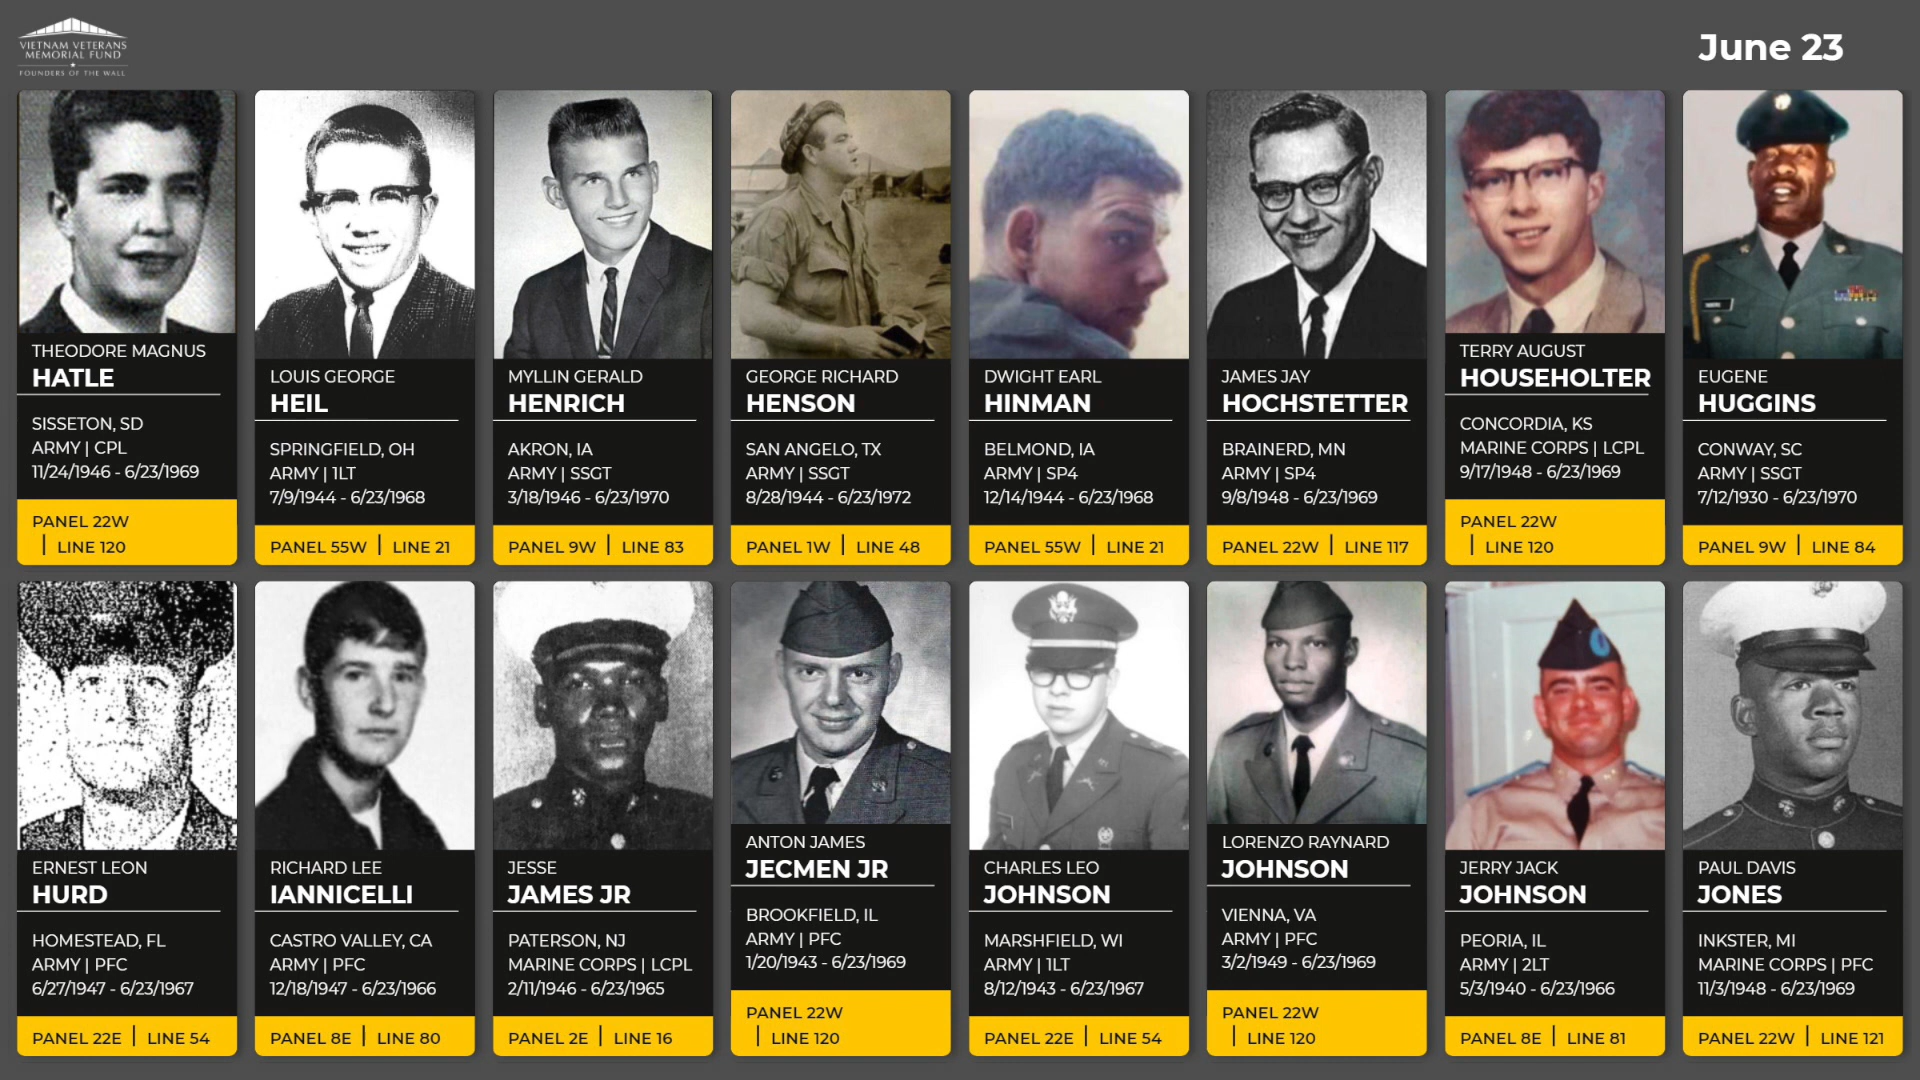 VIETNAM VETERANS
MEMORIAL FUND
FOUNDERS OF THE WALL
June 23
THEODORE MAGNUS
HATLE
SISSETON, SD
ARMY | CPL
11/24/1946 - 6/23/1969
PANEL 22W
| LINE 120
LOUIS GEORGE
HEIL
SPRINGFIELD, OH
ARMY | 1LT
7/9/1944 - 6/23/1968
PANEL 55W | LINE 21
MYLLIN GERALD
HENRICH
AKRON, IA
ARMY | SSGT
3/18/1946 - 6/23/1970
PANEL 9W | LINE 83
GEORGE RICHARD
HENSON
SAN ANGELO, TX
ARMY | SSGT
8/28/1944 - 6/23/1972
PANEL 1W | LINE 48
DWIGHT EARL
HINMAN
BELMOND, IA
ARMY | SP4
12/14/1944 - 6/23/1968
PANEL 55W | LINE 21
JAMES JAY
HOCHSTETTER
BRAINERD, MN
ARMY | SP4
9/8/1948 - 6/23/1969
PANEL 22W | LINE 117
TERRY AUGUST
HOUSEHOLTER
CONCORDIA, KS
MARINE CORPS | LCPL
9/17/1948 - 6/23/1969
PANEL 22W
| LINE 120
EUGENE
HUGGINS
CONWAY, SC
ARMY | SSGT
7/12/1930 - 6/23/1970
PANEL 9W | LINE 84
ERNEST LEON
HURD
HOMESTEAD, FL
ARMY | PFC
6/27/1947 - 6/23/1967
PANEL 22E | LINE 54
RICHARD LEE
IANNICELLI
CASTRO VALLEY, CA
ARMY | PFC
12/18/1947 - 6/23/1966
PANEL 8E | LINE 80
JESSE
JAMES JR
PATERSON, NJ
MARINE CORPS | LCPL
2/11/1946 - 6/23/1965
PANEL 2E | LINE 16
ANTON JAMES
JECMEN JR
BROOKFIELD, IL
ARMY | PFC
1/20/1943 - 6/23/1969
PANEL 22W
| LINE 120
CHARLES LEO
JOHNSON
MARSHFIELD, WI
ARMY | 1LT
8/12/1943 - 6/23/1967
PANEL 22E | LINE 54
LORENZO RAYNARD
JOHNSON
VIENNA, VA
ARMY | PFC
3/2/1949 - 6/23/1969
PANEL 22W
| LINE 120
JERRY JACK
JOHNSON
PEORIA, IL
ARMY | 2LT
5/3/1940 - 6/23/1966
PANEL 8E | LINE 81
PAUL DAVIS
JONES
INKSTER, MI
MARINE CORPS | PFC
11/3/1948 - 6/23/1969
PANEL 22W | LINE 121